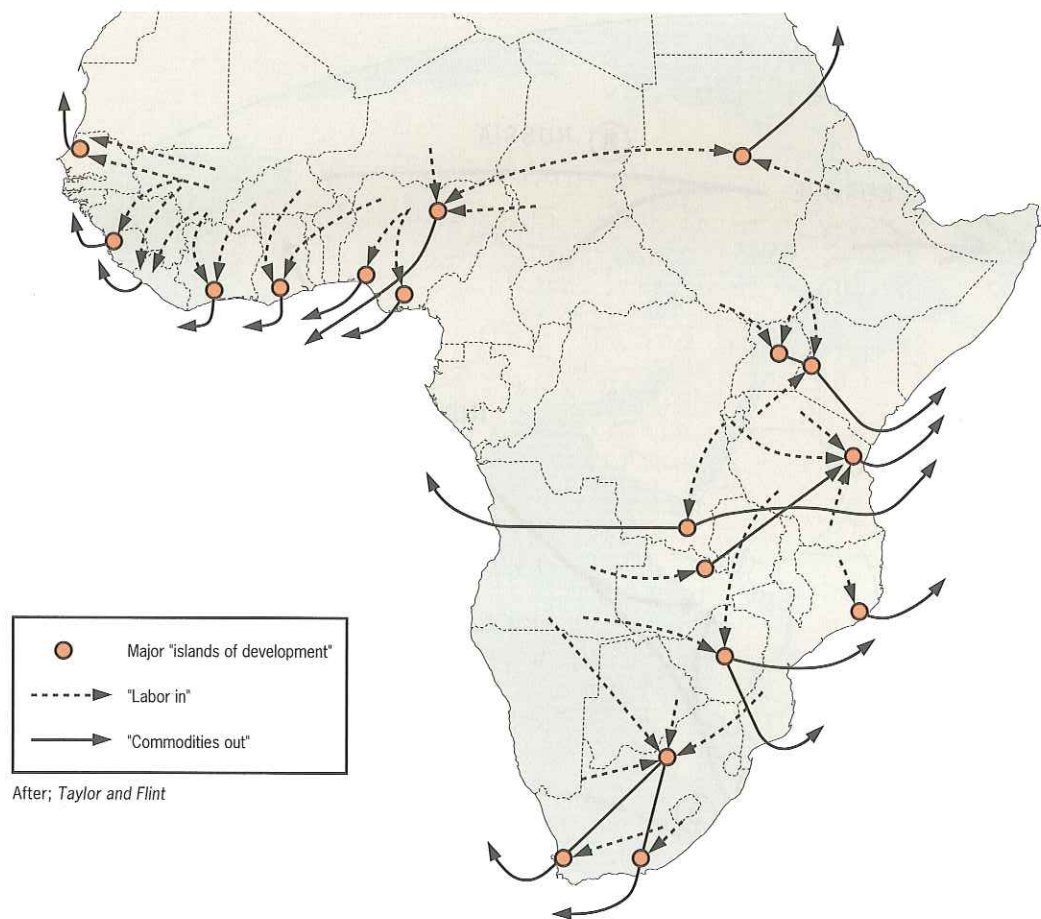 Major "islands of development"
"Labor in"
"Commodities out"
After; Taylor and Flint